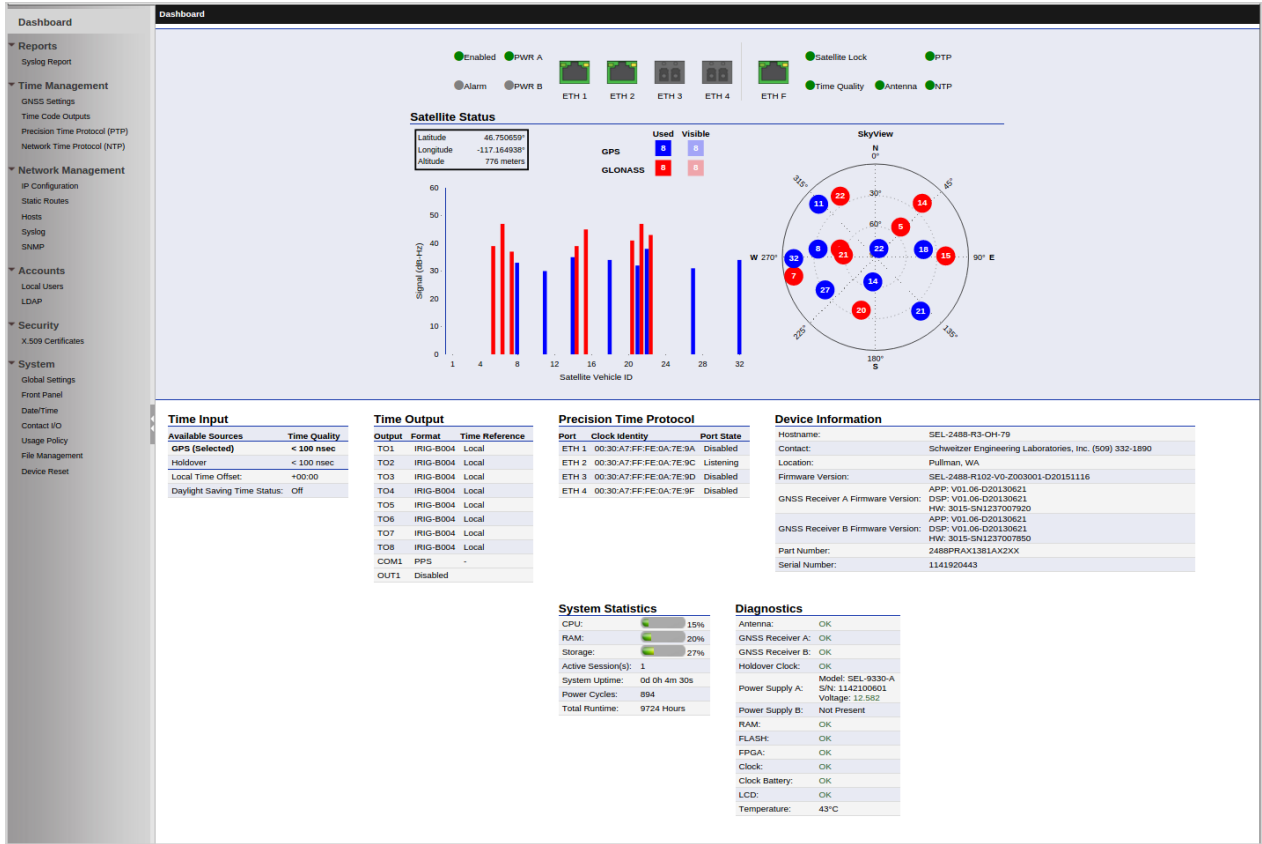 Dashboard
Reports
Syslog Report
Time Management
GNSS Settings
Time Code Outputs
Precision Time Protocol (PTP)
Network Time Protocol (NTP)
Network Management
IP Configuration
Static Routes
Hosts
Syslog
SNMP
Accounts
Local Users
LDAP
Security
X.509 Certificates
System
Global Settings
Front Panel
Date/Time
Contact I/O
Usage Policy
File Management
Device Reset
Dashboard
Enabled PWR A
Alarm PWR B
ETH 1 ETH 2 ETH 3 ETH 4 ETH F
Satellite Lock PTP
Time Quality Antenna NTP
Satellite Status
Latitude 46.750659°
Longitude -117.164938°
Altitude 776 meters
Used Visible
GPS 8 8
GLONASS 8 8
Signal (dB-Hz)
60
50
40
30
20
10
0
1 4 8 12 16 20 24 28 32
Satellite Vehicle ID
SkyView
N
0°
315° 45°
30°
60°
W 270° 90° E
225° 135°
180°
S
22
11 14
5
8 22 18
32 21 15
7
14
27
20 21
Time Input
Available Sources Time Quality
GPS (Selected) < 100 nsec
Holdover < 100 nsec
Local Time Offset: +00:00
Daylight Saving Time Status: Off
Time Output
Output Format Time Reference
TO1 IRIG-B004 Local
TO2 IRIG-B004 Local
TO3 IRIG-B004 Local
TO4 IRIG-B004 Local
TO5 IRIG-B004 Local
TO6 IRIG-B004 Local
TO7 IRIG-B004 Local
TO8 IRIG-B004 Local
COM1 PPS -
OUT1 Disabled
Precision Time Protocol
Port Clock Identity Port State
ETH 1 00:30:A7:FF:FE:0A:7E:9A Disabled
ETH 2 00:30:A7:FF:FE:0A:7E:9C Listening
ETH 3 00:30:A7:FF:FE:0A:7E:9D Disabled
ETH 4 00:30:A7:FF:FE:0A:7E:9F Disabled
Device Information
Hostname: SEL-2488-R3-OH-79
Contact: Schweitzer Engineering Laboratories, Inc. (509) 332-1890
Location: Pullman, WA
Firmware Version: SEL-2488-R102-V0-Z003001-D20151116
GNSS Receiver A Firmware Version: APP: V01.06-D20130621
DSP: V01.06-D20130621
HW: 3015-SN1237007920
GNSS Receiver B Firmware Version: APP: V01.06-D20130621
DSP: V01.06-D20130621
HW: 3015-SN1237007850
Part Number: 2488PRAX1381AX2XX
Serial Number: 1141920443
System Statistics
CPU: 15%
RAM: 20%
Storage: 27%
Active Session(s): 1
System Uptime: 0d 0h 4m 30s
Power Cycles: 894
Total Runtime: 9724 Hours
Diagnostics
Antenna: OK
GNSS Receiver A: OK
GNSS Receiver B: OK
Holdover Clock: OK
Power Supply A: Model: SEL-9330-A
S/N: 1142100601
Voltage: 12.582
Power Supply B: Not Present
RAM: OK
FLASH: OK
FPGA: OK
Clock: OK
Clock Battery: OK
LCD: OK
Temperature: 43°C